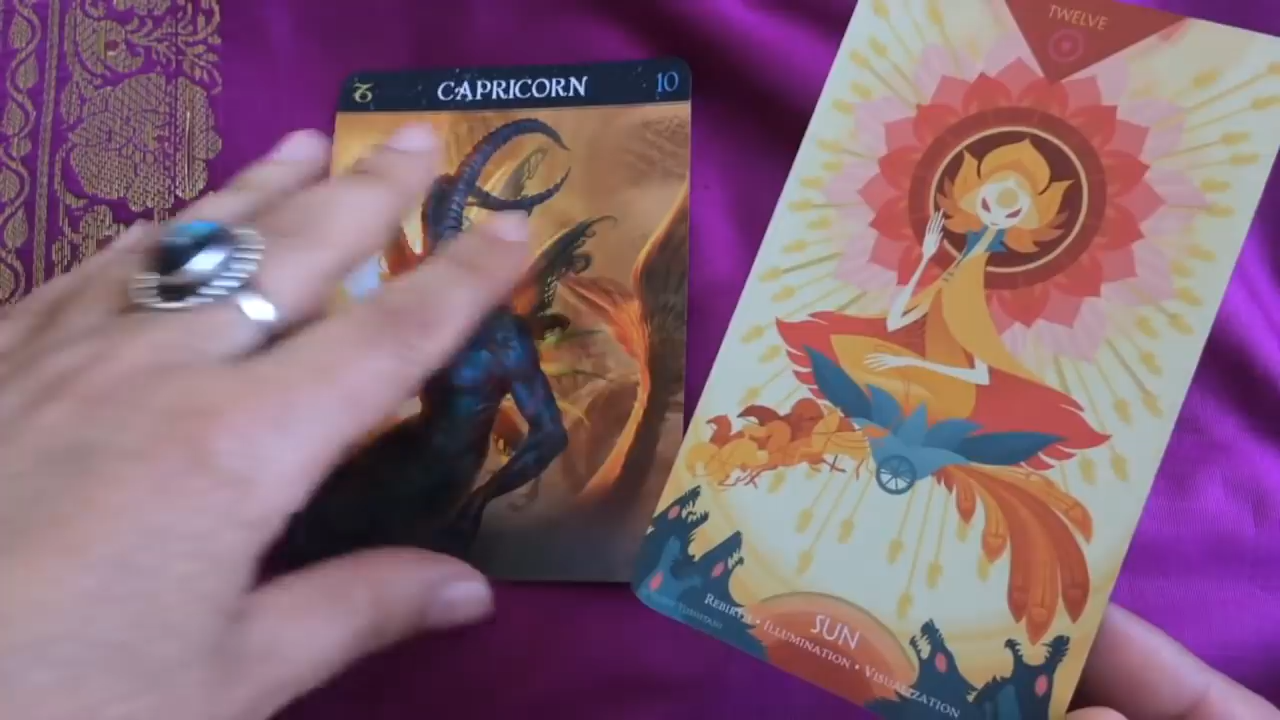 ♑ CAPRICORN 10
TWELVE
SUN
REBIRTH • ILLUMINATION • VISUALIZATION